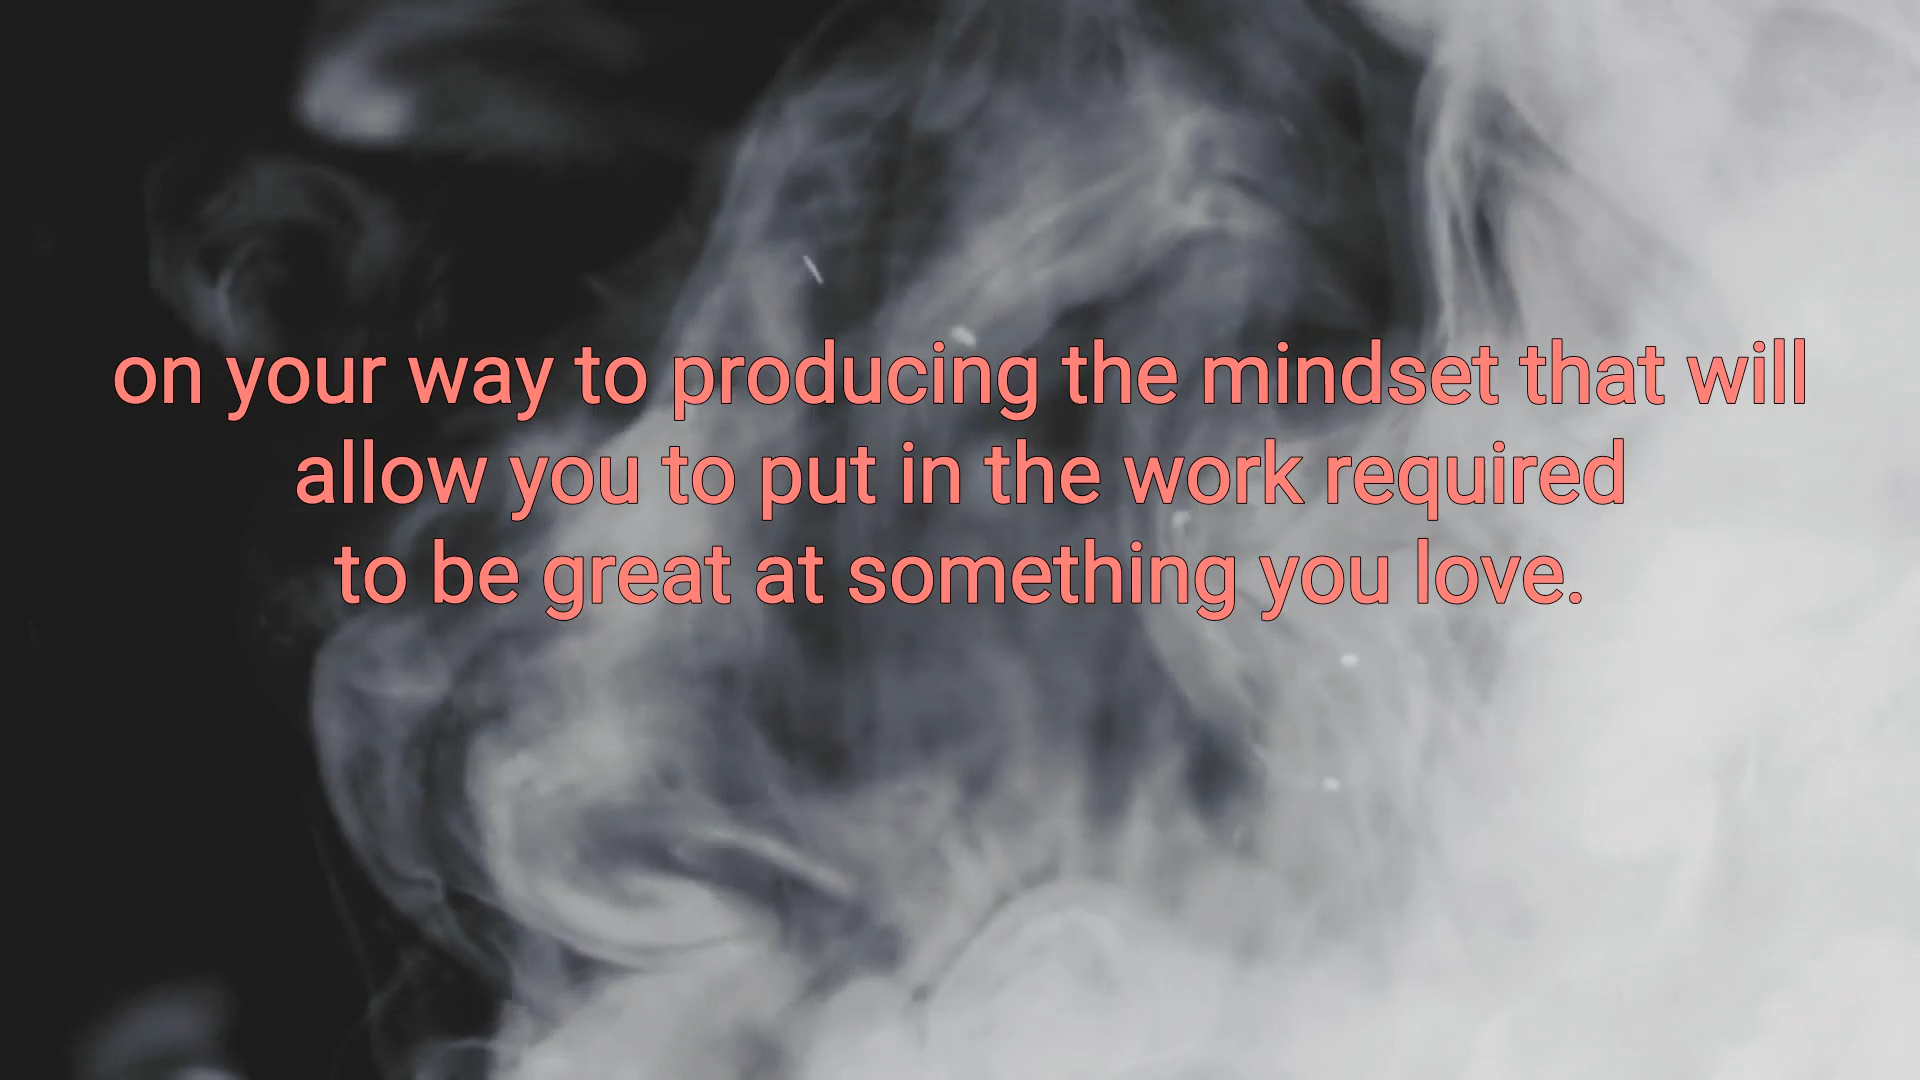 on your way to producing the mindset that will
allow you to put in the work required
to be great at something you love.